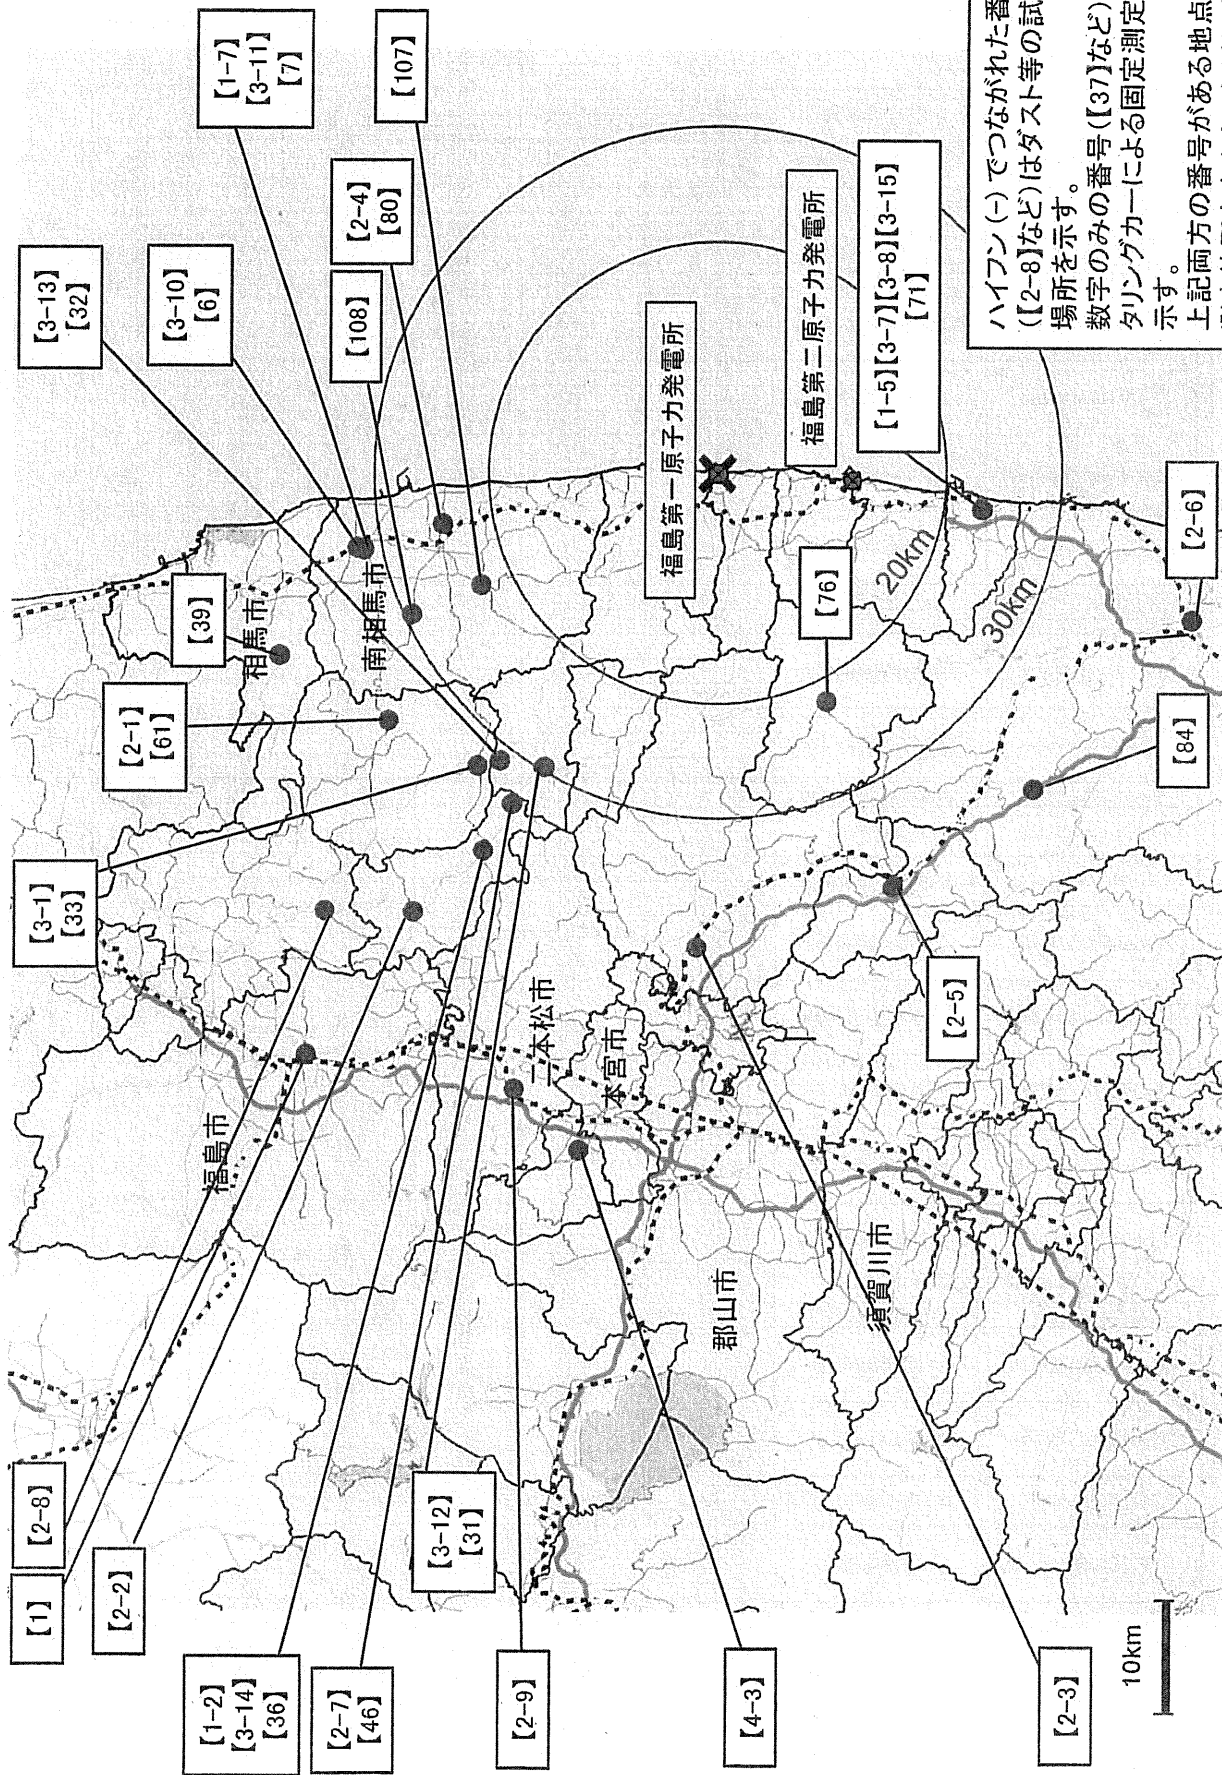 【1】
【2-8】
【2-2】
【1-2】
【3-14】
【36】
【2-7】
【46】
【3-12】
【31】
【2-9】
【4-3】
【2-3】
10km
【3-1】
【33】
【2-1】
【61】
【39】
【3-13】
【32】
【3-10】
【6】
【1-7】
【3-11】
【7】
【108】
【2-4】
【80】
【107】
福島市
相馬市
南相馬市
二本松市
本宮市
郡山市
須賀川市
福島第一原子力発電所
福島第二原子力発電所
【76】
20km
30km
【1-5】【3-7】【3-8】【3-15】
【71】
【2-5】
【84】
【2-6】
ハイフン(-)でつながれた番
(【2-8】など)はダスト等の試
場所を示す。
数字のみの番号(【37】など)
タリングカーによる固定測定
示す。
上記両方の番号がある地点